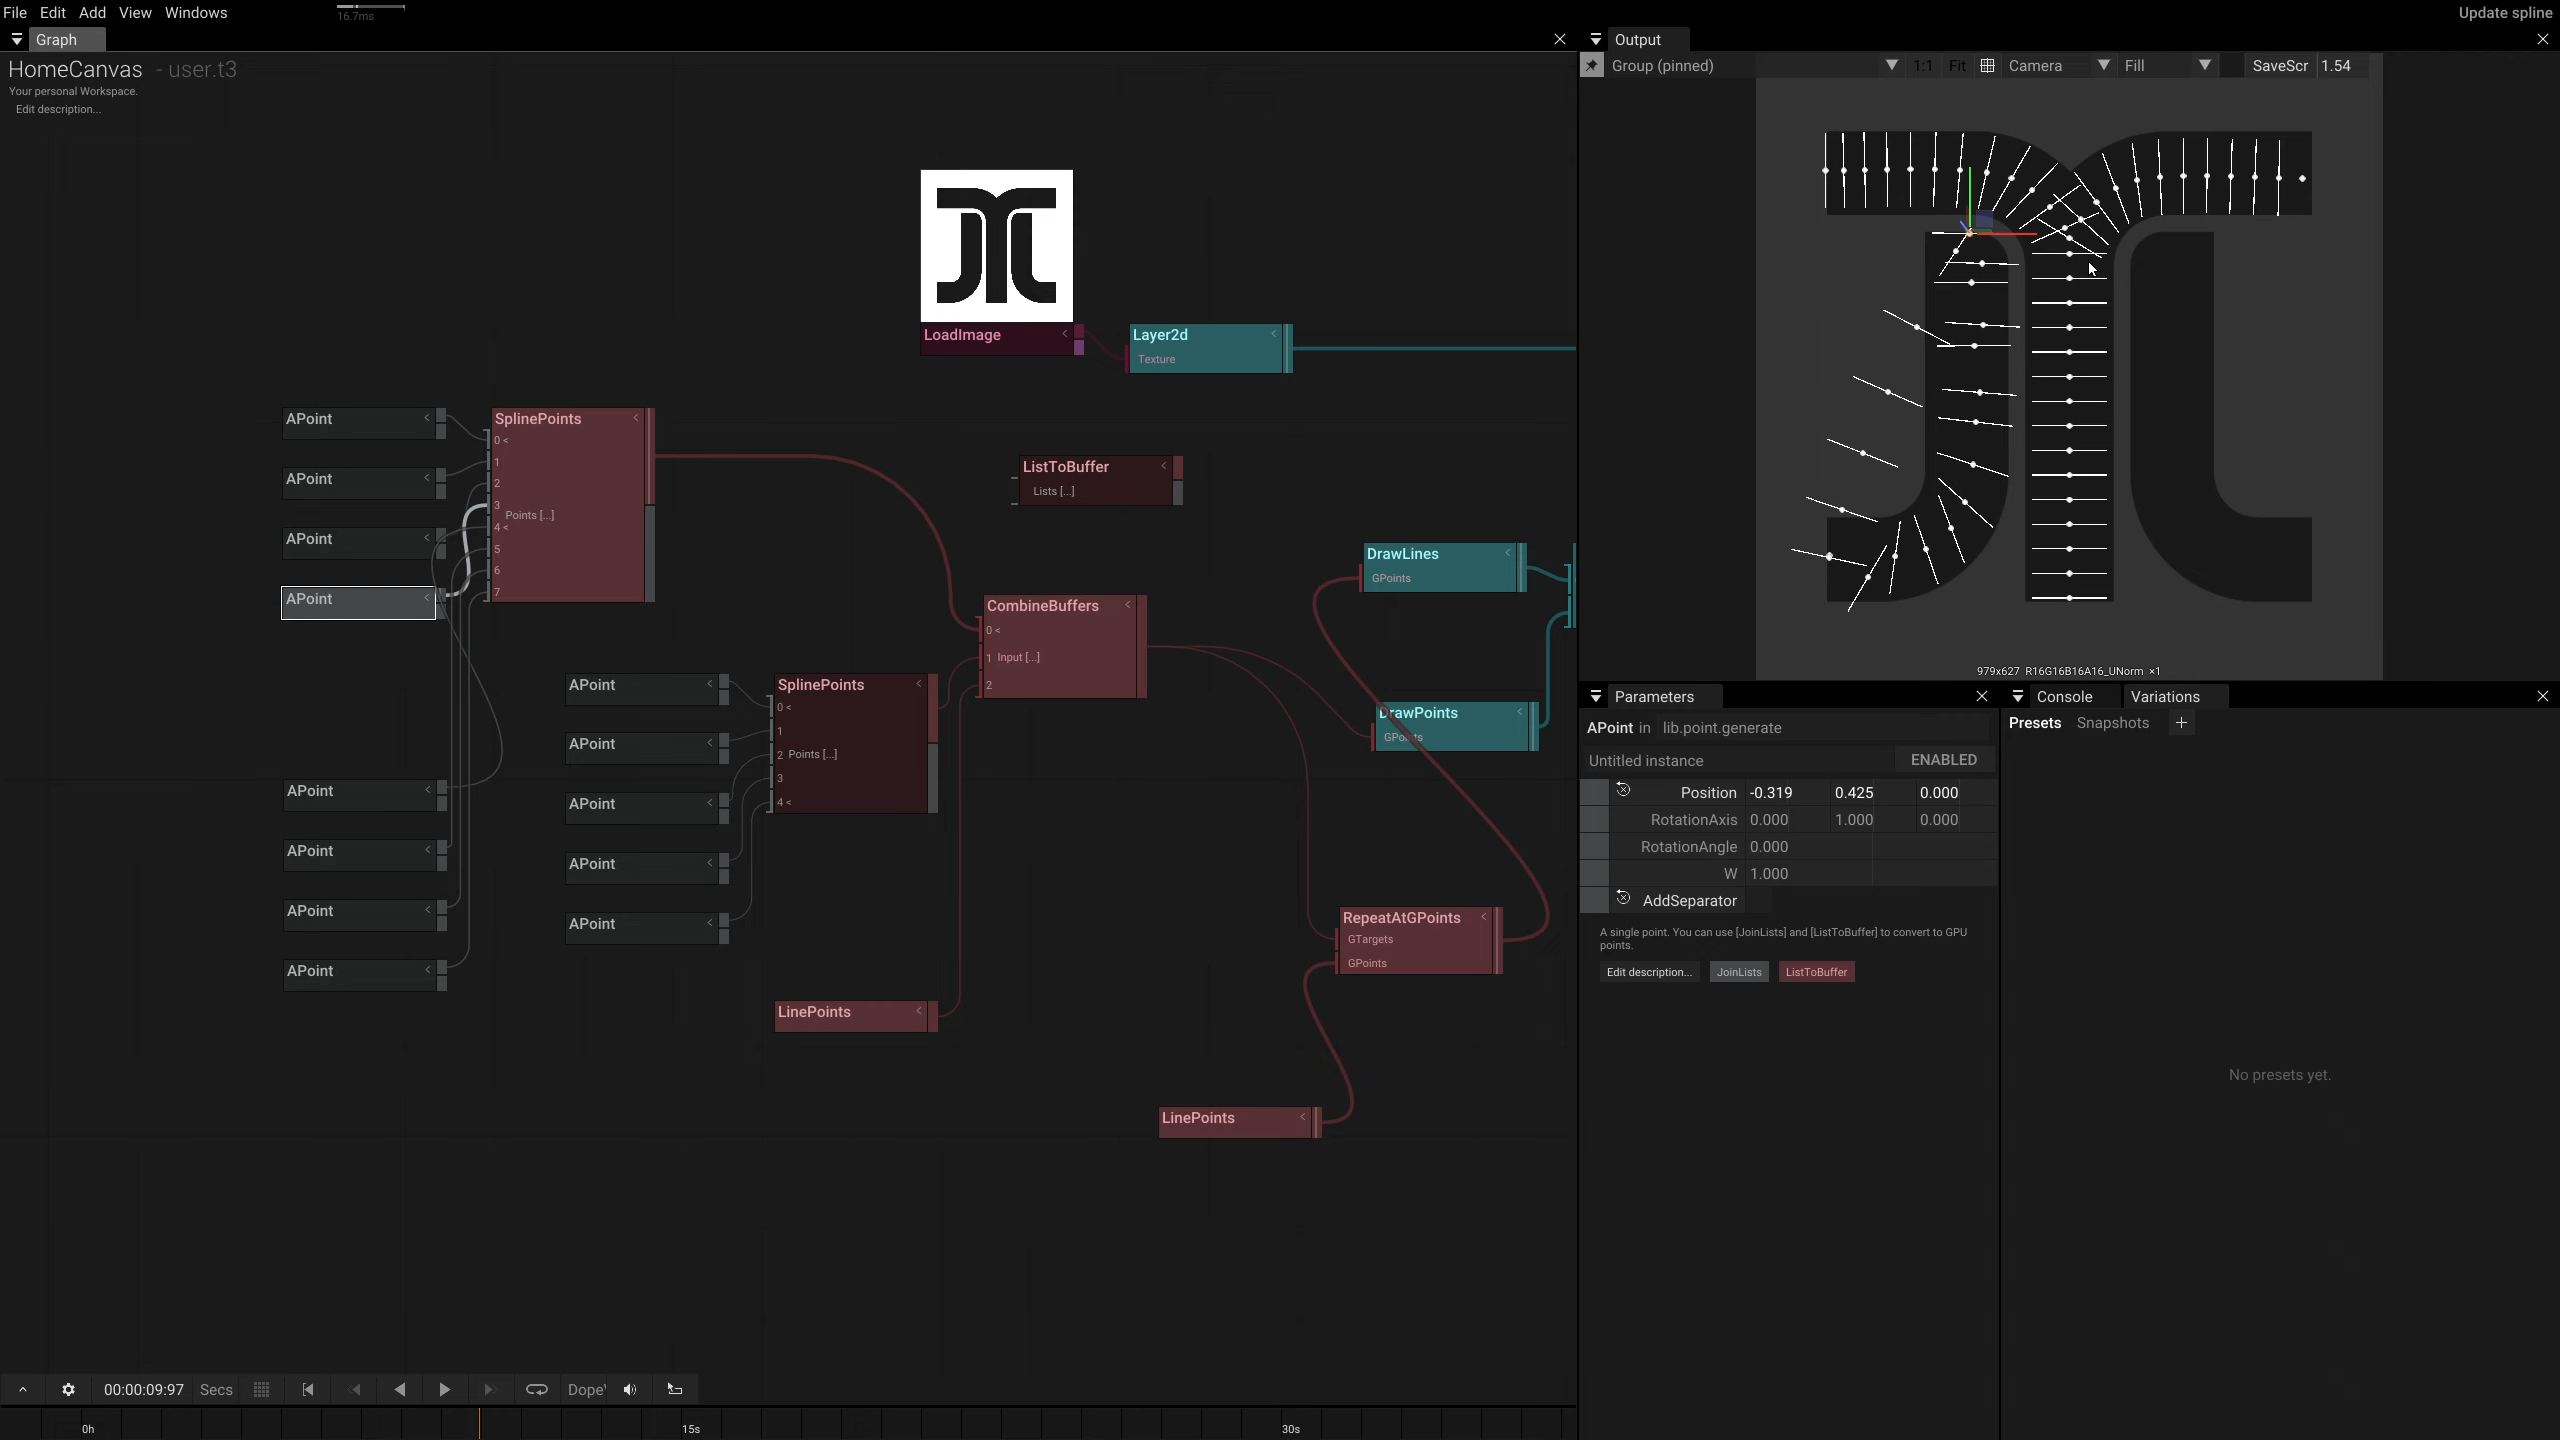 File Edit Add View Windows
16.7ms
Update spline
Graph
Output
HomeCanvas - user.t3
Your personal Workspace.
Edit description...
Group (pinned)
1:1 Fit Camera Fill SaveScr 1.54
LoadImage
Layer2d
Texture
APoint
APoint
APoint
APoint
SplinePoints
0 <
1
2
3
Points [...]
4 <
5
6
7
ListToBuffer
Lists [...]
DrawLines
GPoints
CombineBuffers
0 <
1 Input [...]
2
DrawPoints
GPoints
APoint
APoint
APoint
APoint
APoint
SplinePoints
0 <
1
2 Points [...]
3
4 <
APoint
APoint
APoint
APoint
RepeatAtGPoints
GTargets
GPoints
LinePoints
LinePoints
979x627 R16G16B16A16_UNorm ×1
Parameters
APoint in lib.point.generate
Untitled instance ENABLED
Position -0.319 0.425 0.000
RotationAxis 0.000 1.000 0.000
RotationAngle 0.000
W 1.000
AddSeparator
A single point. You can use [JoinLists] and [ListToBuffer] to convert to GPU
points.
Edit description... JoinLists ListToBuffer
Console Variations
Presets Snapshots +
No presets yet.
00:00:09:97 Secs
Dope
0h 15s 30s